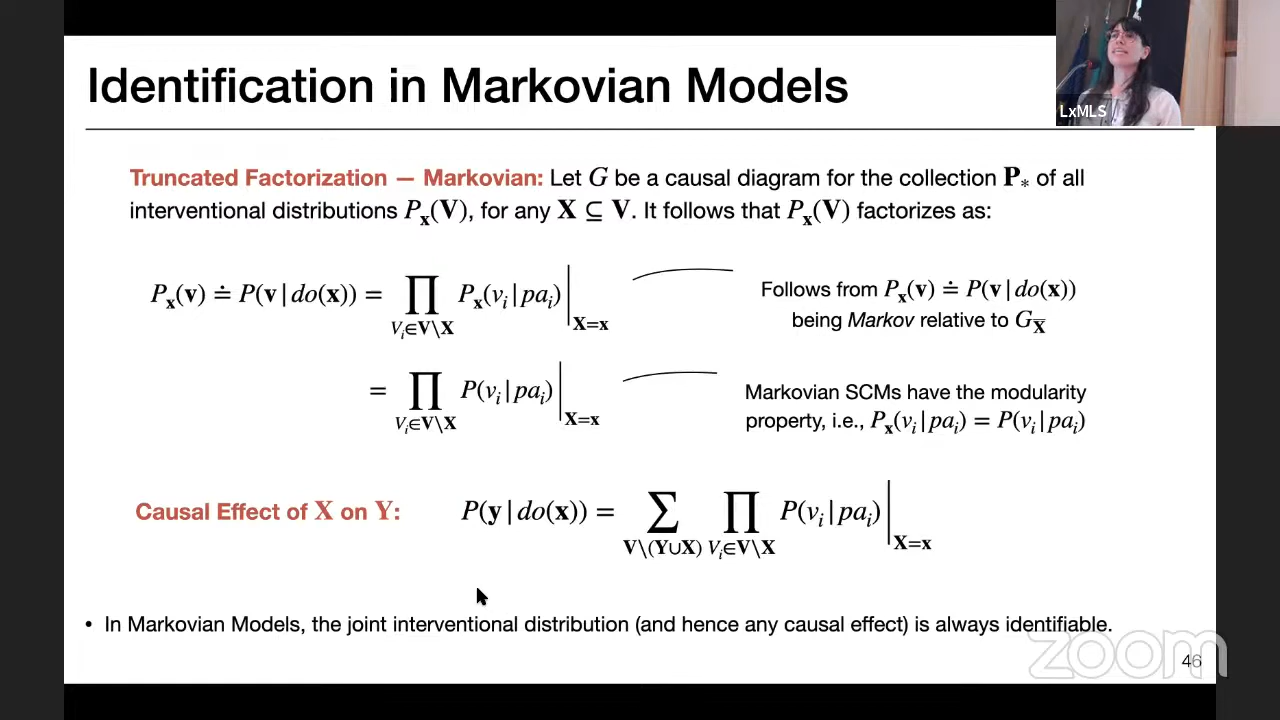 Identification in Markovian Models
LxMLS
Truncated Factorization — Markovian: Let G be a causal diagram for the collection P* of all
interventional distributions Pₓ(V), for any X ⊆ V. It follows that Pₓ(V) factorizes as:
Pₓ(v) ≐ P(v | do(x)) = ∏_{Vᵢ∈V\X} Pₓ(vᵢ | paᵢ) |_{X=x}
Follows from Pₓ(v) ≐ P(v | do(x))
being Markov relative to G_X̅
= ∏_{Vᵢ∈V\X} P(vᵢ | paᵢ) |_{X=x}
Markovian SCMs have the modularity
property, i.e., Pₓ(vᵢ | paᵢ) = P(vᵢ | paᵢ)
Causal Effect of X on Y: P(y | do(x)) = ∑_{V\(Y∪X)} ∏_{Vᵢ∈V\X} P(vᵢ | paᵢ) |_{X=x}
• In Markovian Models, the joint interventional distribution (and hence any causal effect) is always identifiable.
46
zoom